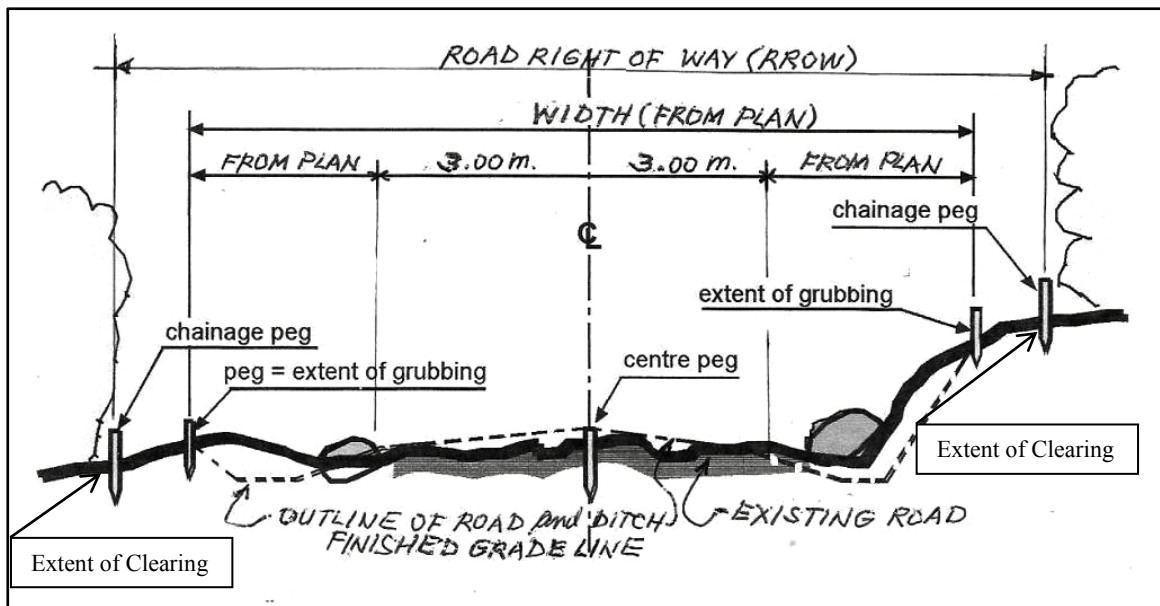 ROAD RIGHT OF WAY (RROW)
WIDTH (FROM PLAN)
FROM PLAN 3.00 m. 3.00 m. FROM PLAN
chainage peg
℄
extent of grubbing
chainage peg
peg = extent of grubbing
centre peg
Extent of Clearing
OUTLINE OF ROAD and DITCH
FINISHED GRADE LINE
EXISTING ROAD
Extent of Clearing